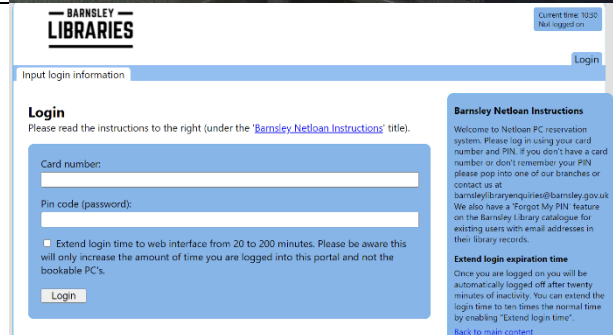 BARNSLEY
LIBRARIES
Current time: 10:50
Not logged on
Login
Input login information
Login
Please read the instructions to the right (under the 'Barnsley Netloan Instructions' title).
Card number:
Pin code (password):
Extend login time to web interface from 20 to 200 minutes. Please be aware this
will only increase the amount of time you are logged into this portal and not the
bookable PC's.
Login
Barnsley Netloan Instructions
Welcome to Netloan PC reservation
system. Please log in using your card
number and PIN. If you don't have a card
number or don't remember your PIN
please pop into one of our branches or
contact us at
barnsleylibraryenquiries@barnsley.gov.uk
We also have a 'Forgot My PIN' feature
on the Barnsley Library catalogue for
existing users with email addresses in
their library records.
Extend login expiration time
Once you are logged on you will be
automatically logged off after twenty
minutes of inactivity. You can extend the
login time to ten times the normal time
by enabling "Extend login time".
Back to main content